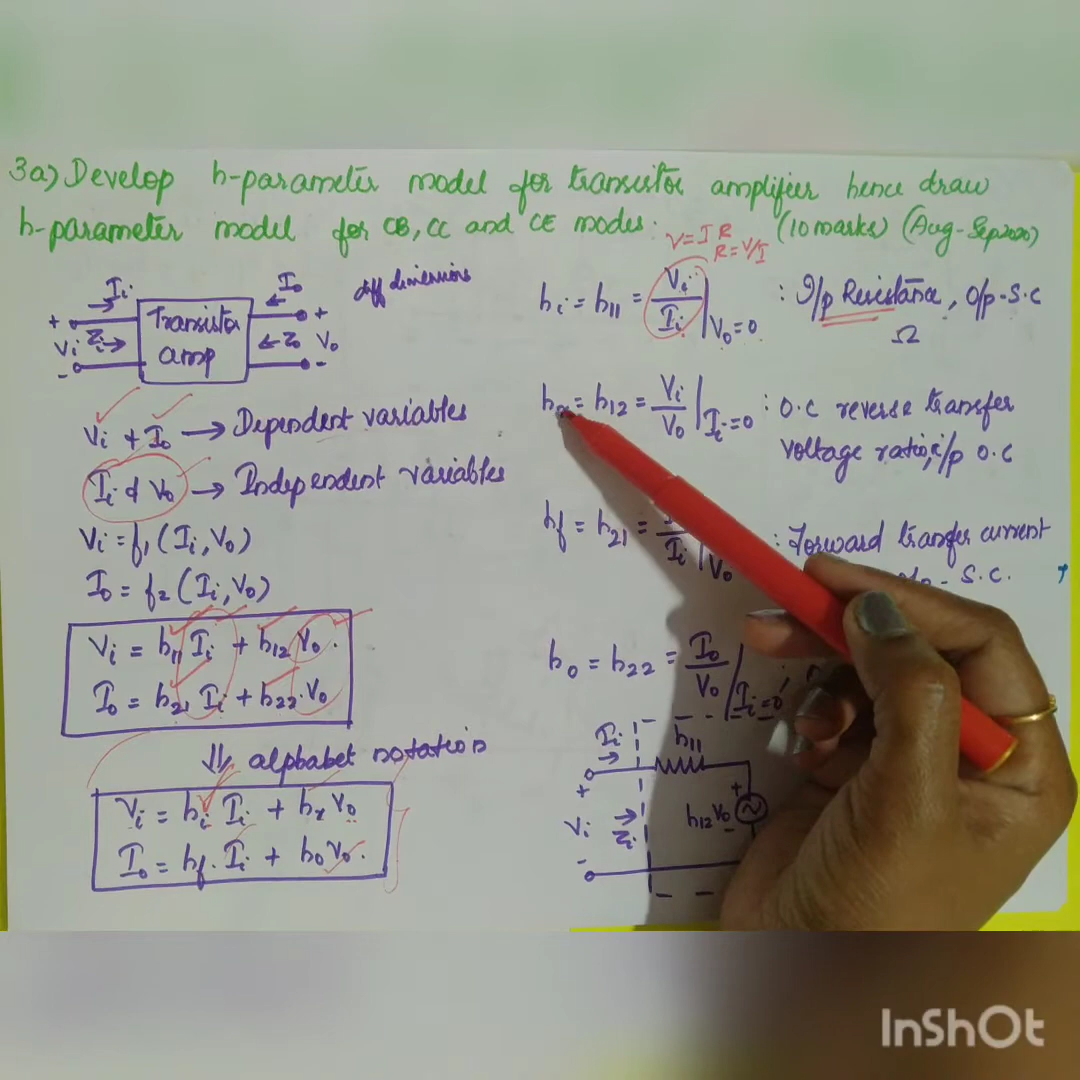 3a) Develop h-parameter model for transistor amplifier hence draw
h-parameter model for CB, CC and CE modes. (10 marks) (Aug-Sep 2020)
V=IR
R=V/I
Ii
Io
diff dimensions
+
Transistor
amp
+
Vi
Zi
Zo
Vo
-
-
Vi + Io → Dependent variables
Ii & Vo → Independent variables
Vi = f1 (Ii, Vo)
Io = f2 (Ii, Vo)
Vi = h11 Ii + h12 Vo.
Io = h21 Ii + h22 . Vo
⇓ alphabet notation
Vi = hi Ii + hr Vo
Io = hf. Ii + ho Vo.
hi = h11 = Vi/Ii | Vo=0 : I/p Resistance, O/p-S.C
Ω
hr = h12 = Vi/Vo | Ii=0 : O.C reverse transfer
voltage ratio, i/p O.C
hf = h21 = /Ii | Vo : Forward transfer current
S.C.
ho = h22 = Io/Vo | Ii=0 ;
Ii
h11
+
+
Vi
Zi
h12 Vo
-
InShOt